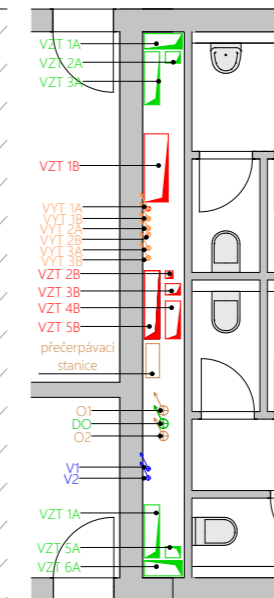 VZT 1A
VZT 2A
VZT 3A
VZT 1B
VYT 1A
VYT 1B
VYT 2A
VYT 2B
VYT 3A
VYT 3B
VZT 2B
VZT 3B
VZT 4B
VZT 5B
přečerpávací
stanice
O1
DO
O2
V1
V2
VZT 1A
VZT 5A
VZT 6A